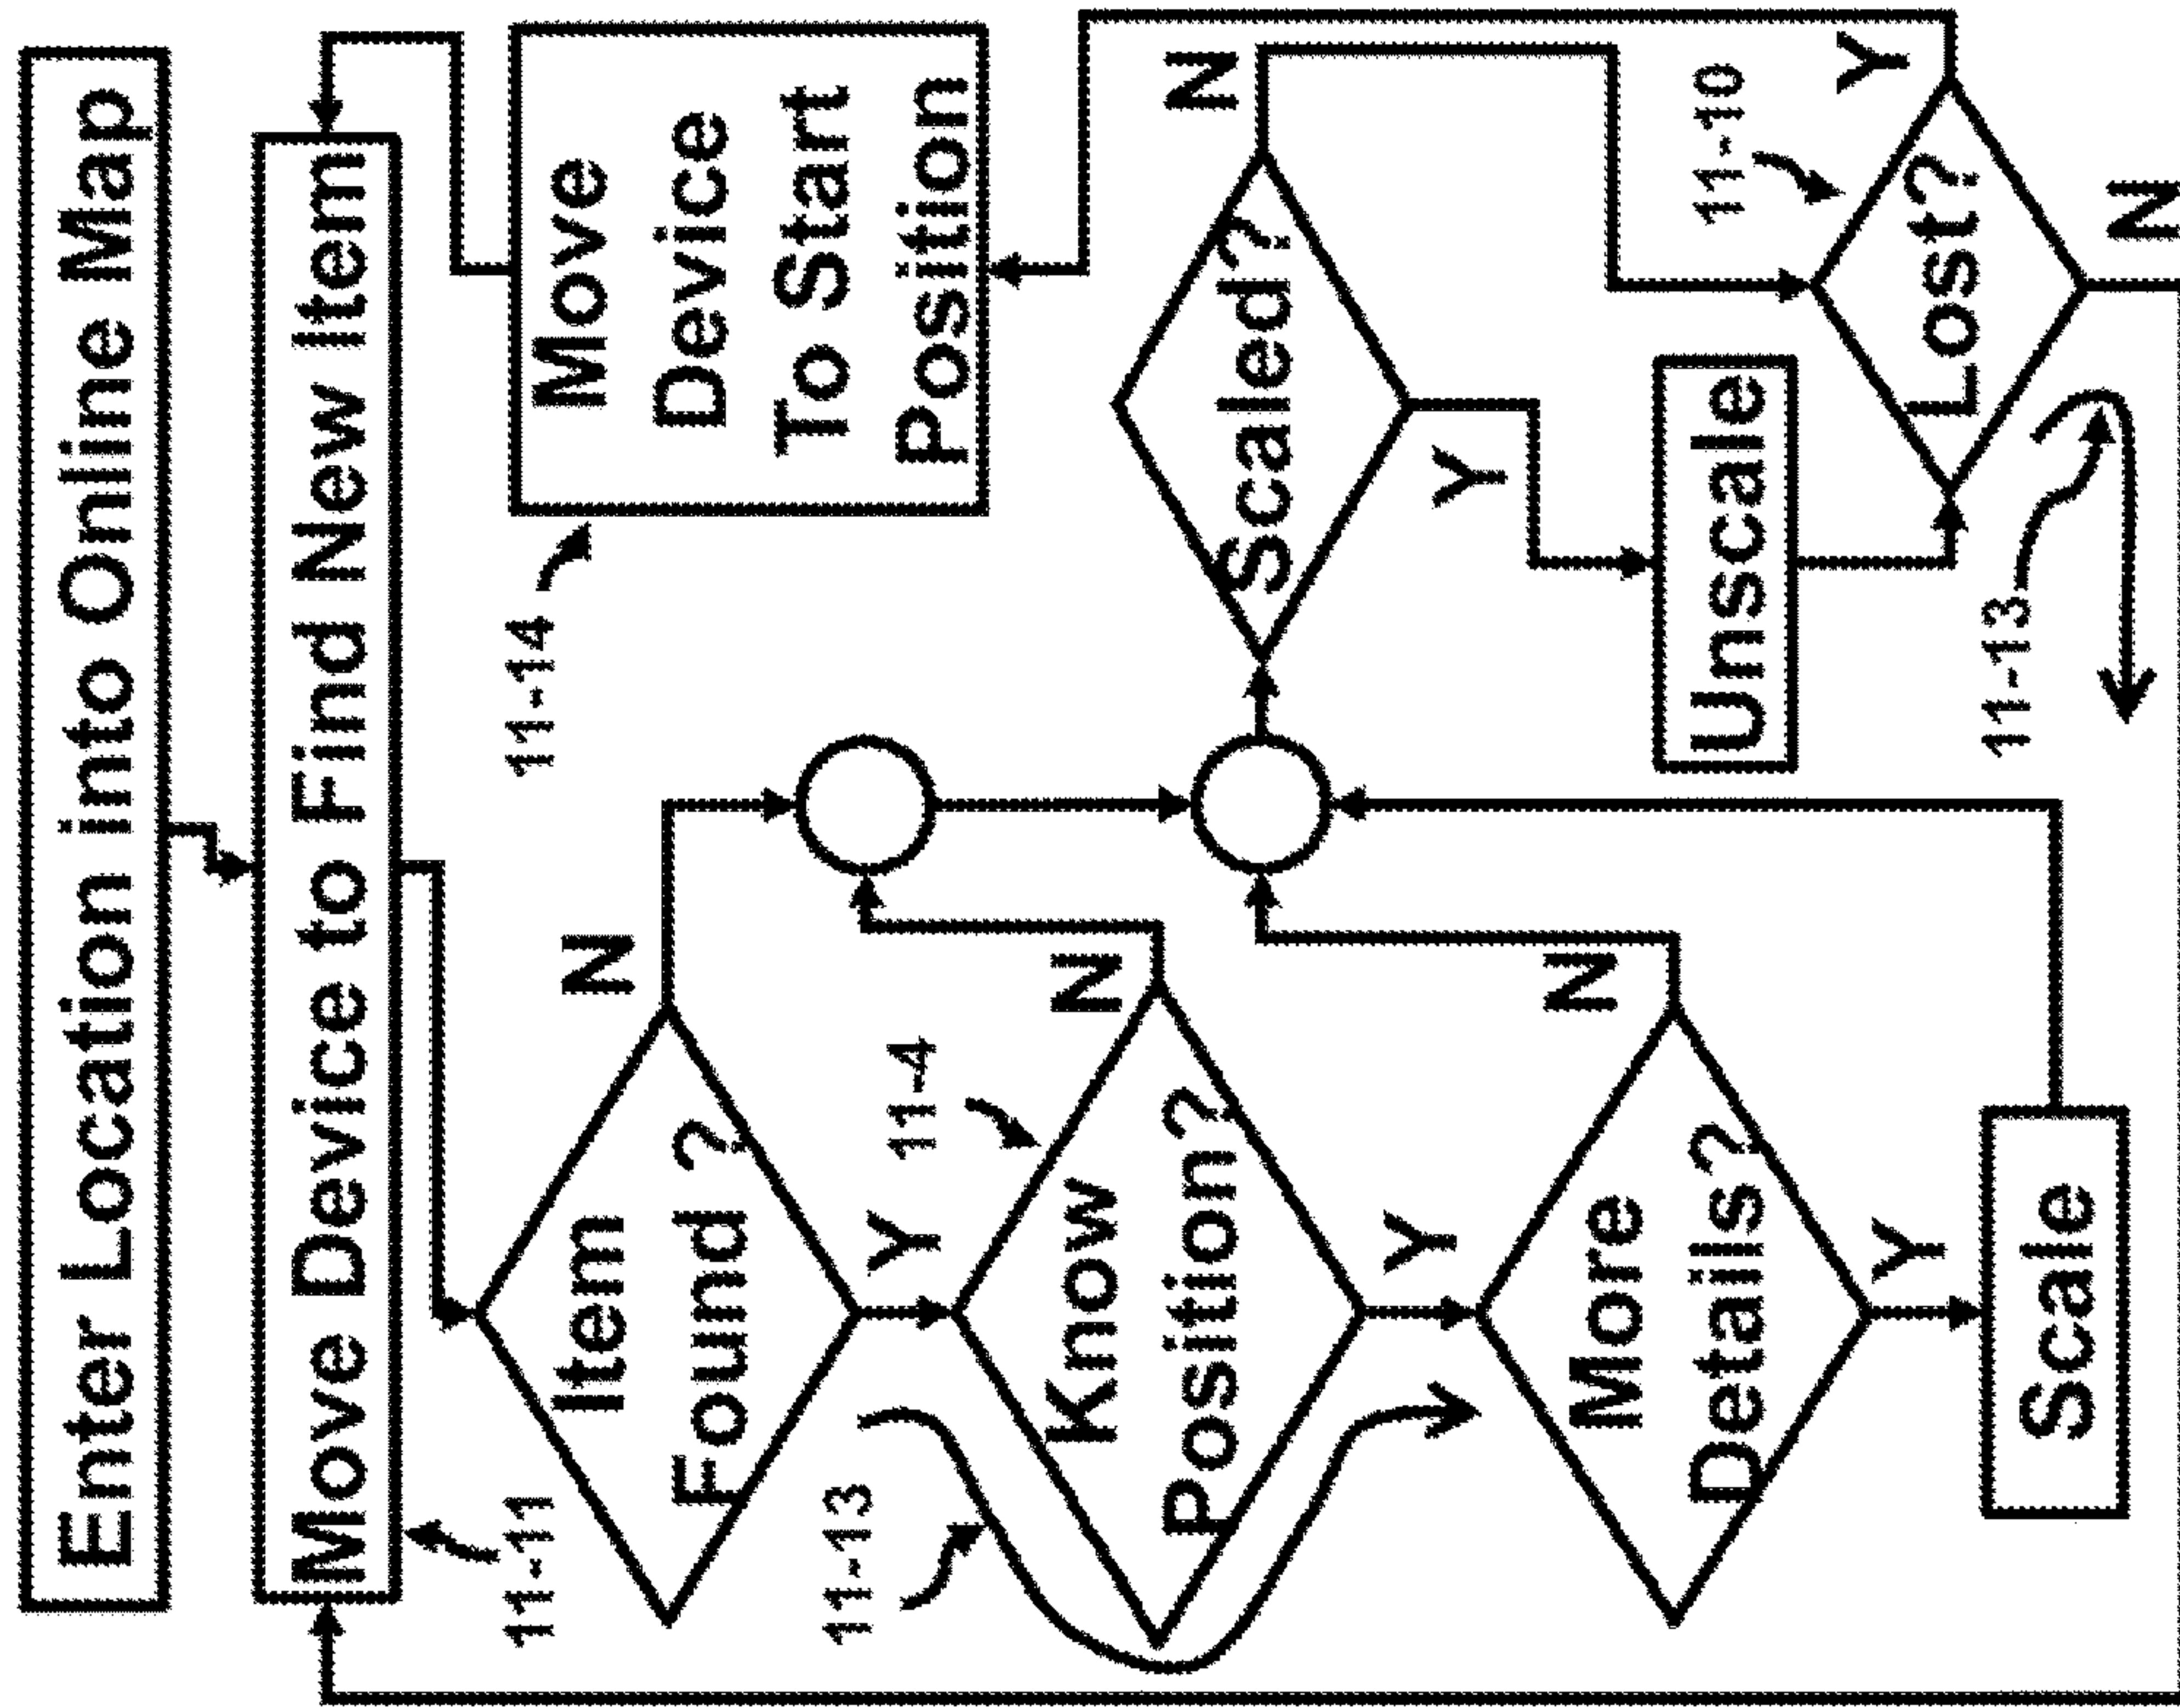 Enter Location into Online Map
Move Device to Find New Item
11-11
Item
Found ?
N
Y
11-13
Know
Position?
11-4
N
Y
More
Details?
N
Y
Scale
11-14
Move
Device
To Start
Position
Scaled?
N
Y
Unscale
11-10
Lost?
Y
N
11-13